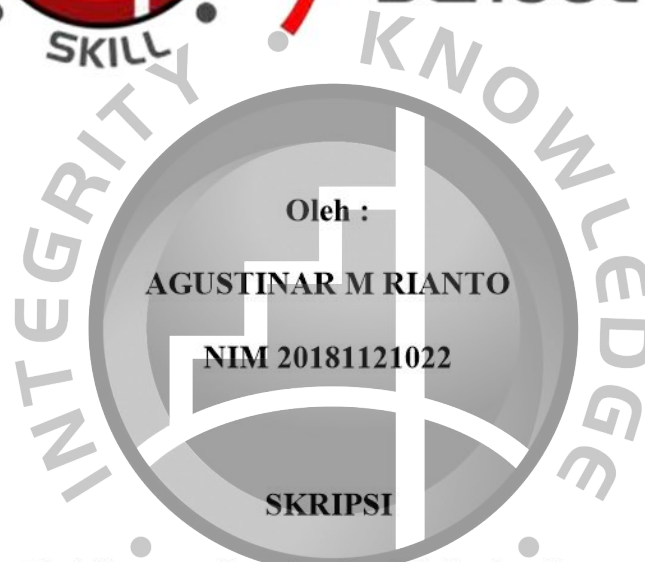 SKILL
INTEGRITY • KNOWLEDGE
Oleh :
AGUSTINAR M RIANTO
NIM 20181121022
SKRIPSI